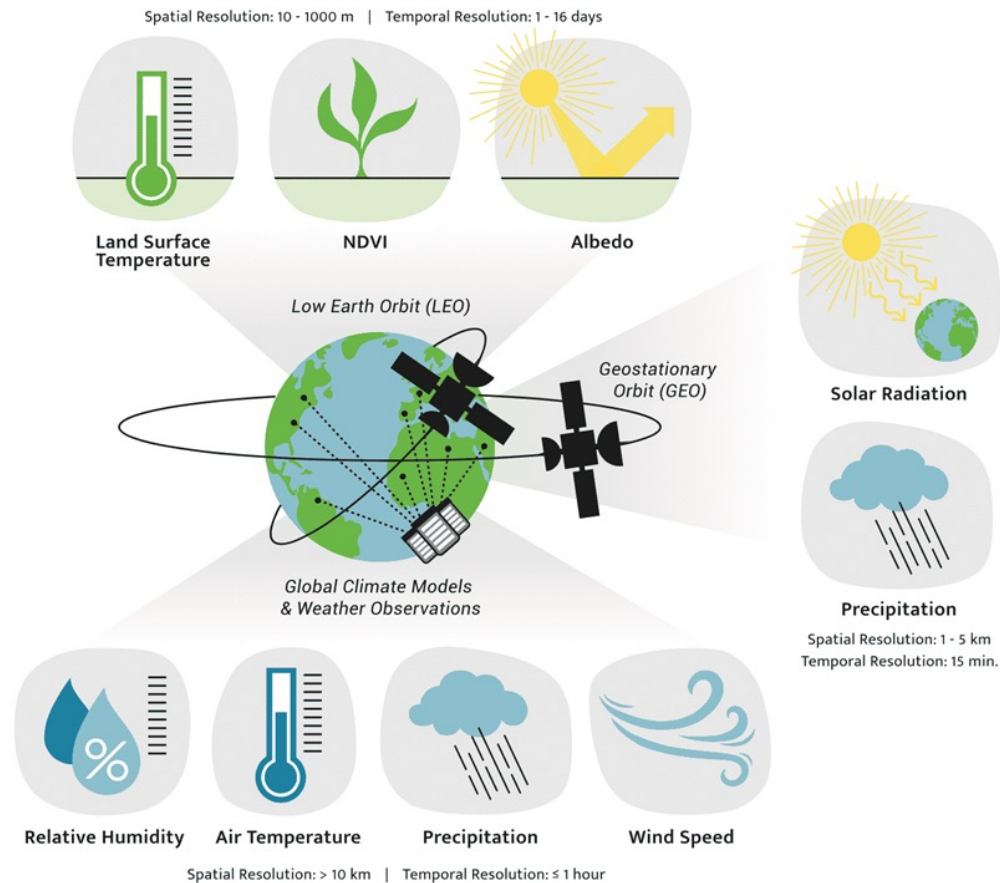 Spatial Resolution: 10 - 1000 m | Temporal Resolution: 1 - 16 days
Land Surface
Temperature
NDVI
Albedo
Low Earth Orbit (LEO)
Geostationary
Orbit (GEO)
Solar Radiation
Precipitation
Spatial Resolution: 1 - 5 km
Temporal Resolution: 15 min.
Global Climate Models
& Weather Observations
%
Relative Humidity
Air Temperature
Precipitation
Wind Speed
Spatial Resolution: > 10 km | Temporal Resolution: ≤ 1 hour